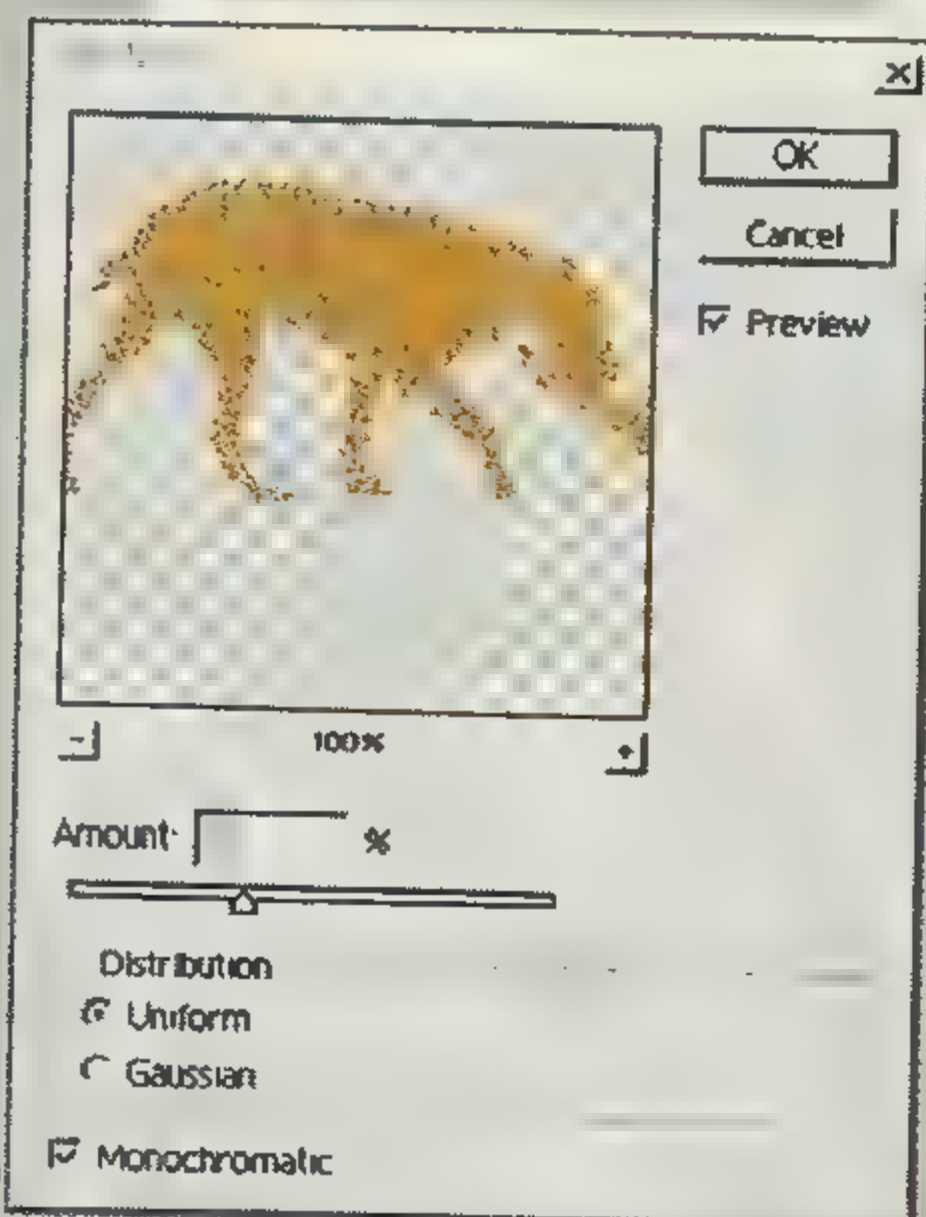 OK
Cancel
Preview
100%
Amount: %
Distribution
Uniform
Gaussian
Monochromatic